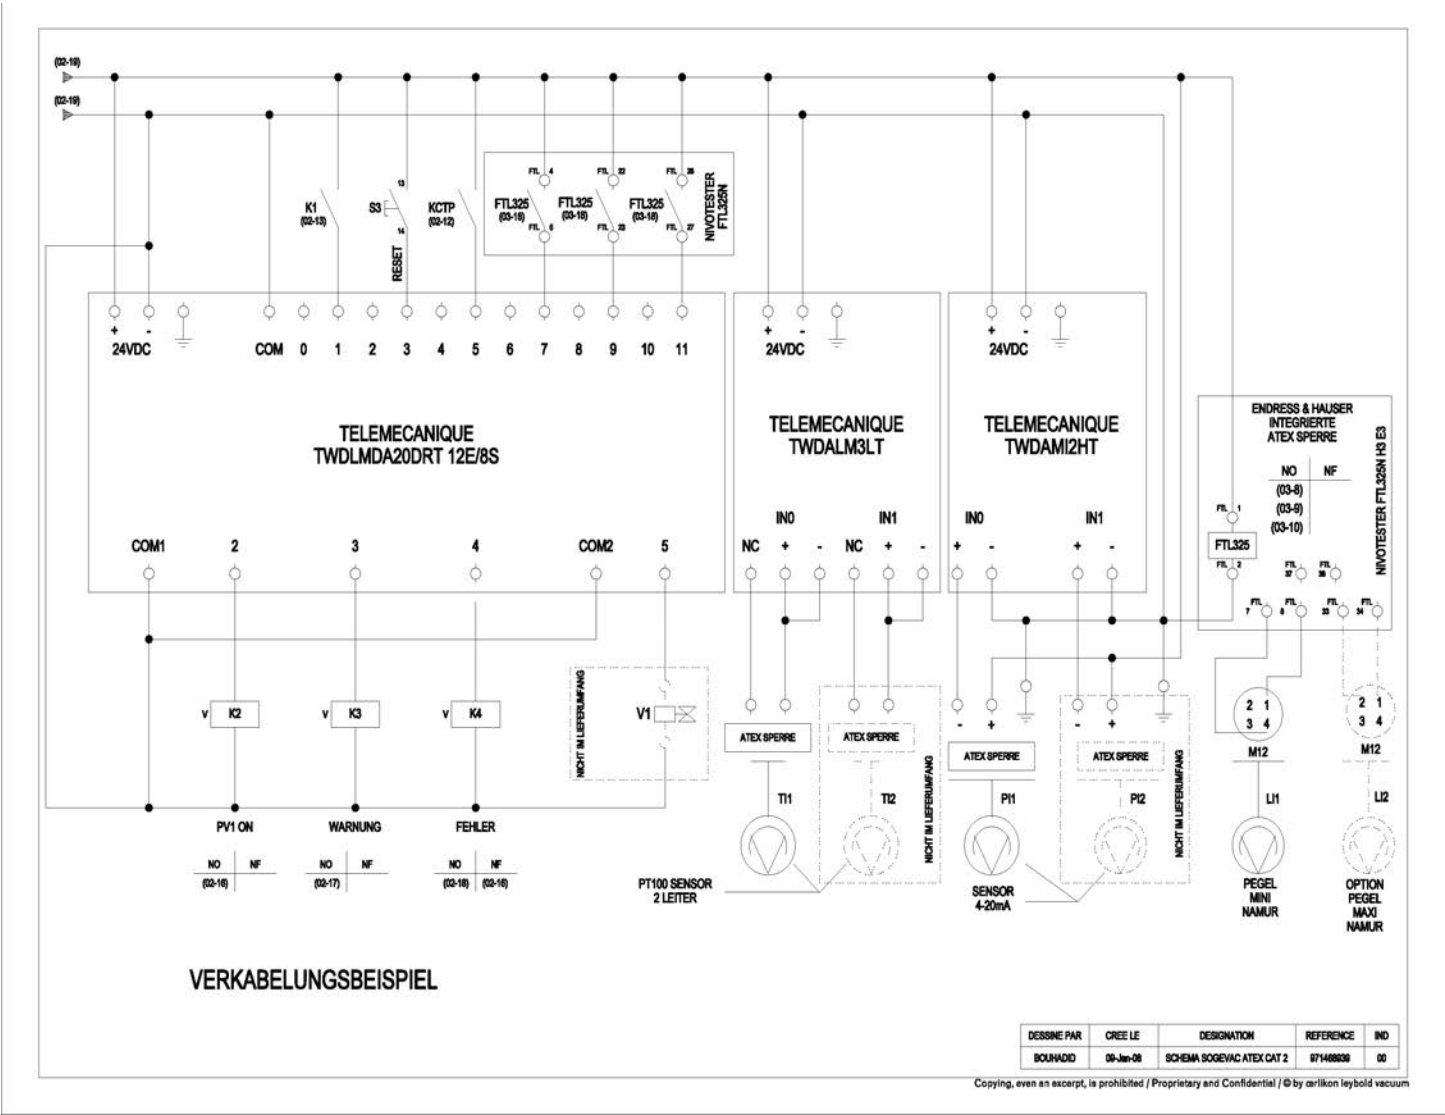 (02-19)
(02-19)
K1
(02-13)
S3
13
14
RESET
KCTP
(02-12)
FTL 4
FTL325
(03-18)
FTL
FTL 22
FTL325
(03-18)
FTL 23
FTL
FTL325
(03-18)
FTL 27
NIVOTESTER
FTL325N
+ -
24VDC
COM 0 1 2 3 4 5 6 7 8 9 10 11
TELEMECANIQUE
TWDLMDA20DRT 12E/8S
COM1 2 3 4 COM2 5
+ -
24VDC
TELEMECANIQUE
TWDALM3LT
IN0 IN1
NC + - NC + -
+ -
24VDC
TELEMECANIQUE
TWDAMI2HT
IN0 IN1
+ - + -
ENDRESS & HAUSER
INTEGRIERTE
ATEX SPERRE
NO NF
(03-8)
(03-9)
(03-10)
NIVOTESTER FTL325N H3 E3
FTL 1
FTL325
FTL 2
FTL
37
FTL
FTL
7
FTL
FTL
33
FTL
34
V K2
V K3
V K4
NICHT IM LIEFERUMFANG
V1
ATEX SPERRE
ATEX SPERRE
- +
ATEX SPERRE
- +
ATEX SPERRE
2 1
3 4
M12
2 1
3 4
M12
NICHT IM LIEFERUMFANG
NICHT IM LIEFERUMFANG
TI1
TI2
PI1
PI2
LI1
LI2
PV1 ON
NO NF
(02-16)
WARNUNG
NO NF
(02-17)
FEHLER
NO NF
(02-18) (02-16)
PT100 SENSOR
2 LEITER
SENSOR
4-20mA
PEGEL
MINI
NAMUR
OPTION
PEGEL
MAXI
NAMUR
VERKABELUNGSBEISPIEL
DESSINE PAR CREE LE DESIGNATION REFERENCE IND
BOUHADID 09-Jan-08 SCHEMA SOGEVAC ATEX CAT 2 971468939 00
Copying, even an excerpt, is prohibited / Proprietary and Confidential / © by œrlikon leybold vacuum